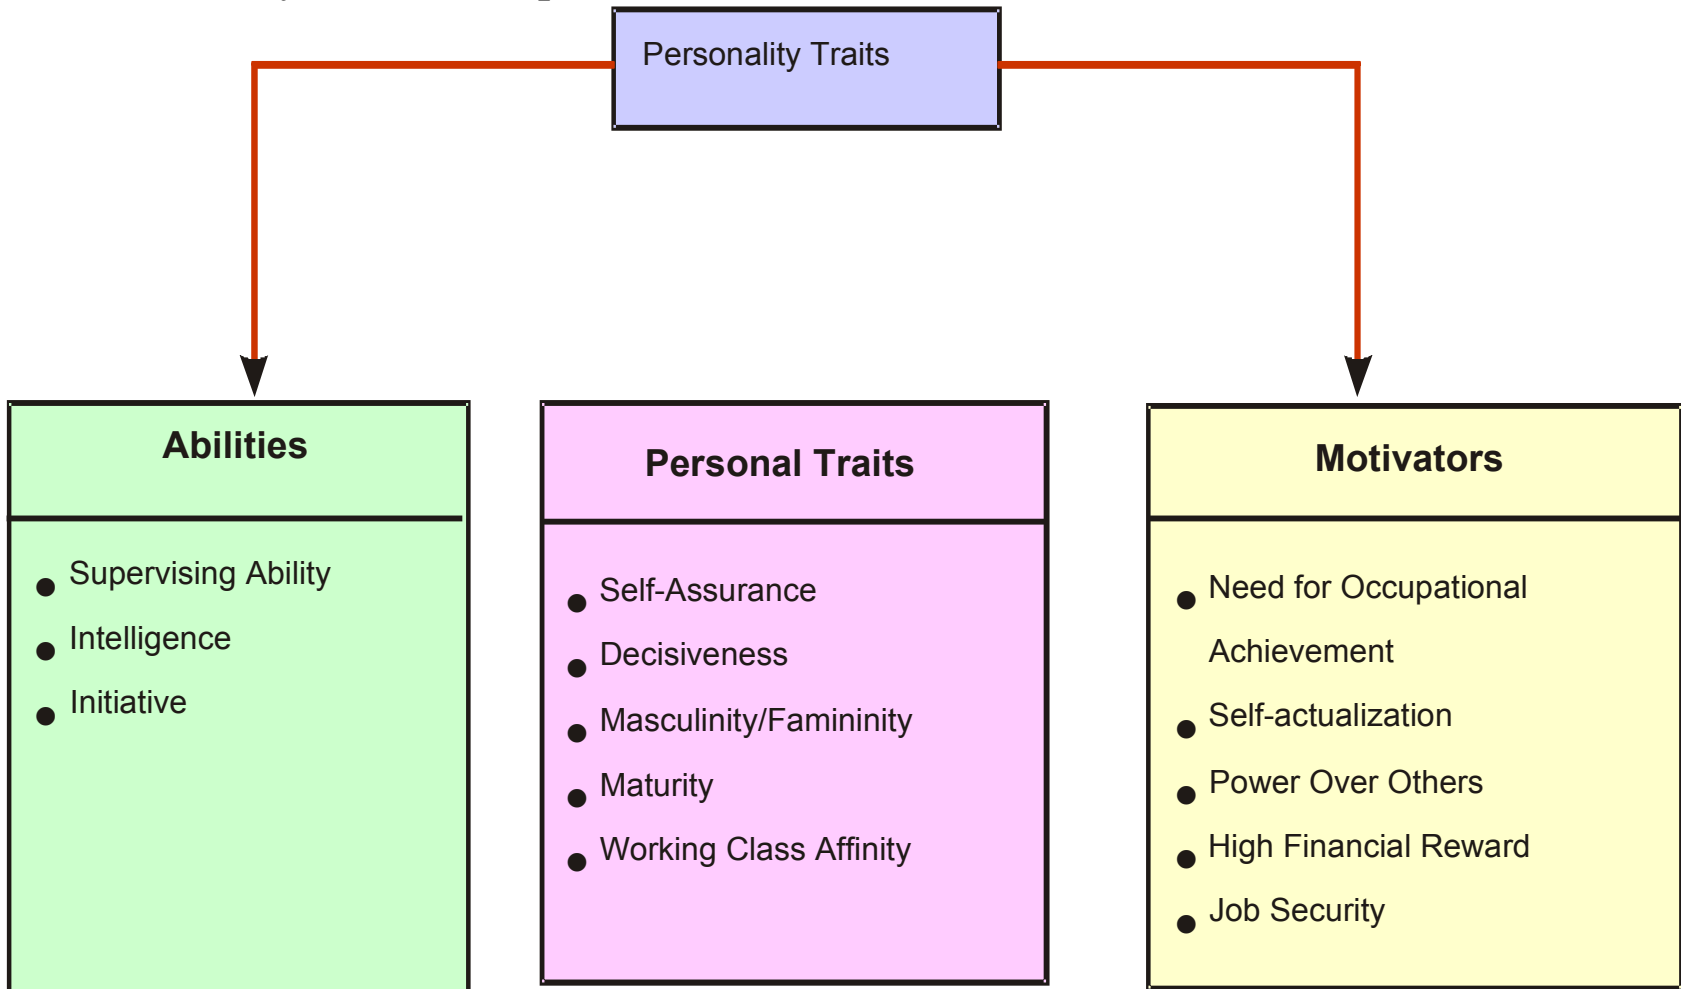 Personality Traits
Abilities
● Supervising Ability
● Intelligence
● Initiative
Personal Traits
● Self-Assurance
● Decisiveness
● Masculinity/Famininity
● Maturity
● Working Class Affinity
Motivators
● Need for Occupational
Achievement
● Self-actualization
● Power Over Others
● High Financial Reward
● Job Security